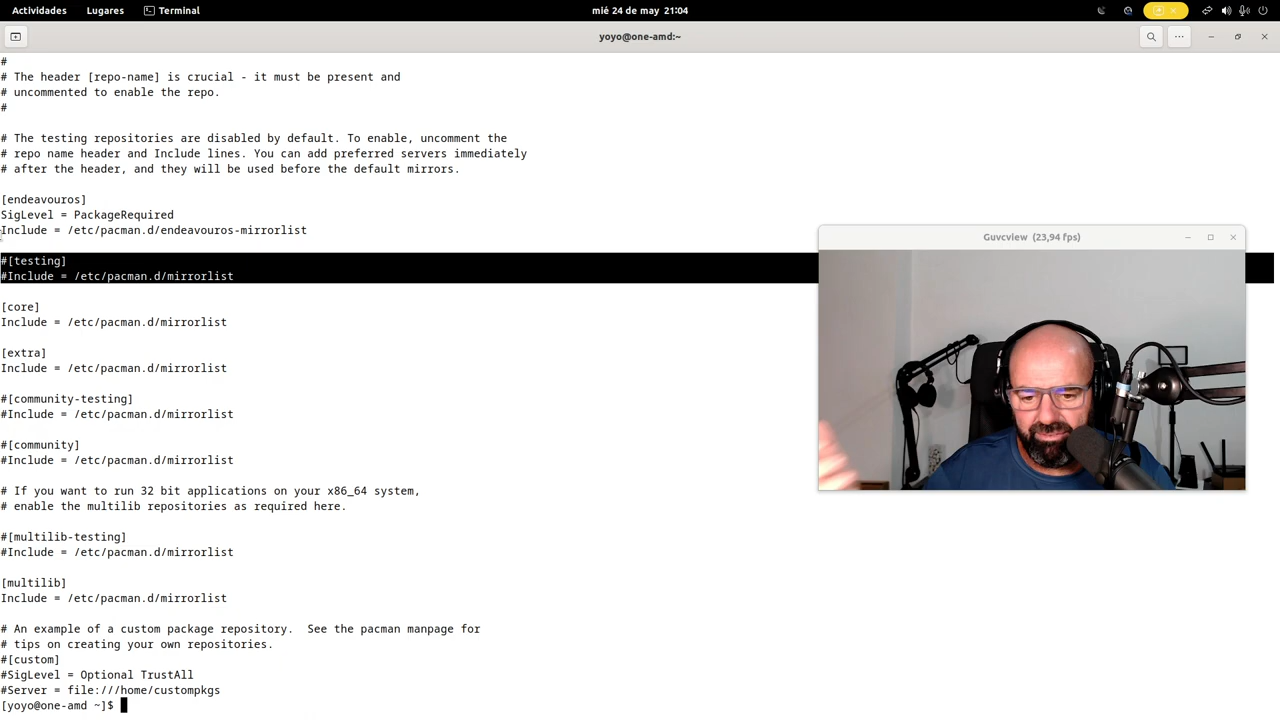 Actividades Lugares Terminal mié 24 de may 21:04
yoyo@one-amd:~
#
# The header [repo-name] is crucial - it must be present and
# uncommented to enable the repo.
#
# The testing repositories are disabled by default. To enable, uncomment the
# repo name header and Include lines. You can add preferred servers immediately
# after the header, and they will be used before the default mirrors.
[endeavouros]
SigLevel = PackageRequired
Include = /etc/pacman.d/endeavouros-mirrorlist
Guvcview (23,94 fps)
#[testing]
#Include = /etc/pacman.d/mirrorlist
[core]
Include = /etc/pacman.d/mirrorlist
[extra]
Include = /etc/pacman.d/mirrorlist
#[community-testing]
#Include = /etc/pacman.d/mirrorlist
#[community]
#Include = /etc/pacman.d/mirrorlist
# If you want to run 32 bit applications on your x86_64 system,
# enable the multilib repositories as required here.
#[multilib-testing]
#Include = /etc/pacman.d/mirrorlist
[multilib]
Include = /etc/pacman.d/mirrorlist
# An example of a custom package repository.  See the pacman manpage for
# tips on creating your own repositories.
#[custom]
#SigLevel = Optional TrustAll
#Server = file:///home/custompkgs
[yoyo@one-amd ~]$